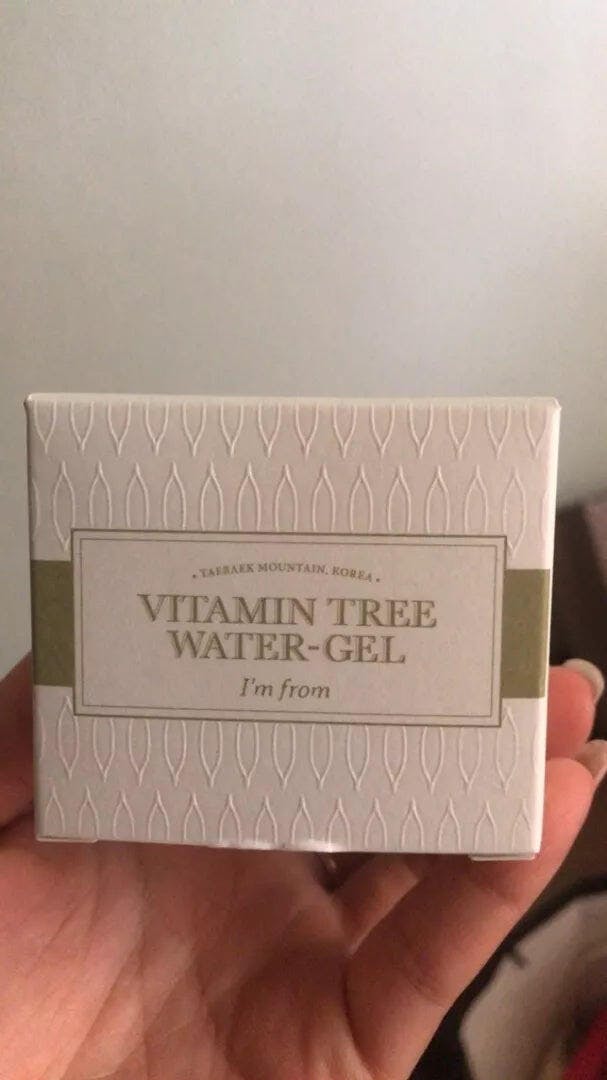 • TAEBAEK MOUNTAIN, KOREA •
VITAMIN TREE
WATER-GEL
I'm from